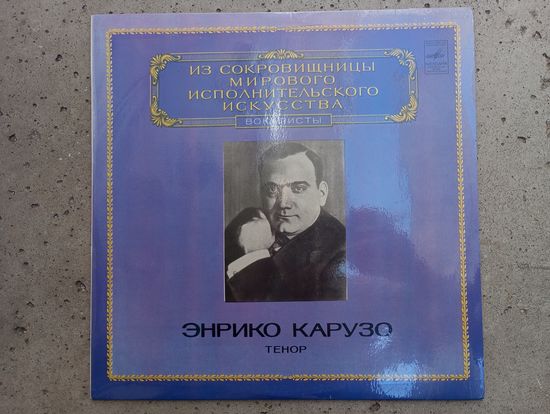 ИЗ СОКРОВИЩНИЦЫ
МИРОВОГО
ИСПОЛНИТЕЛЬСКОГО
ИСКУССТВА
ВОКАЛИСТЫ
ЭНРИКО КАРУЗО
ТЕНОР